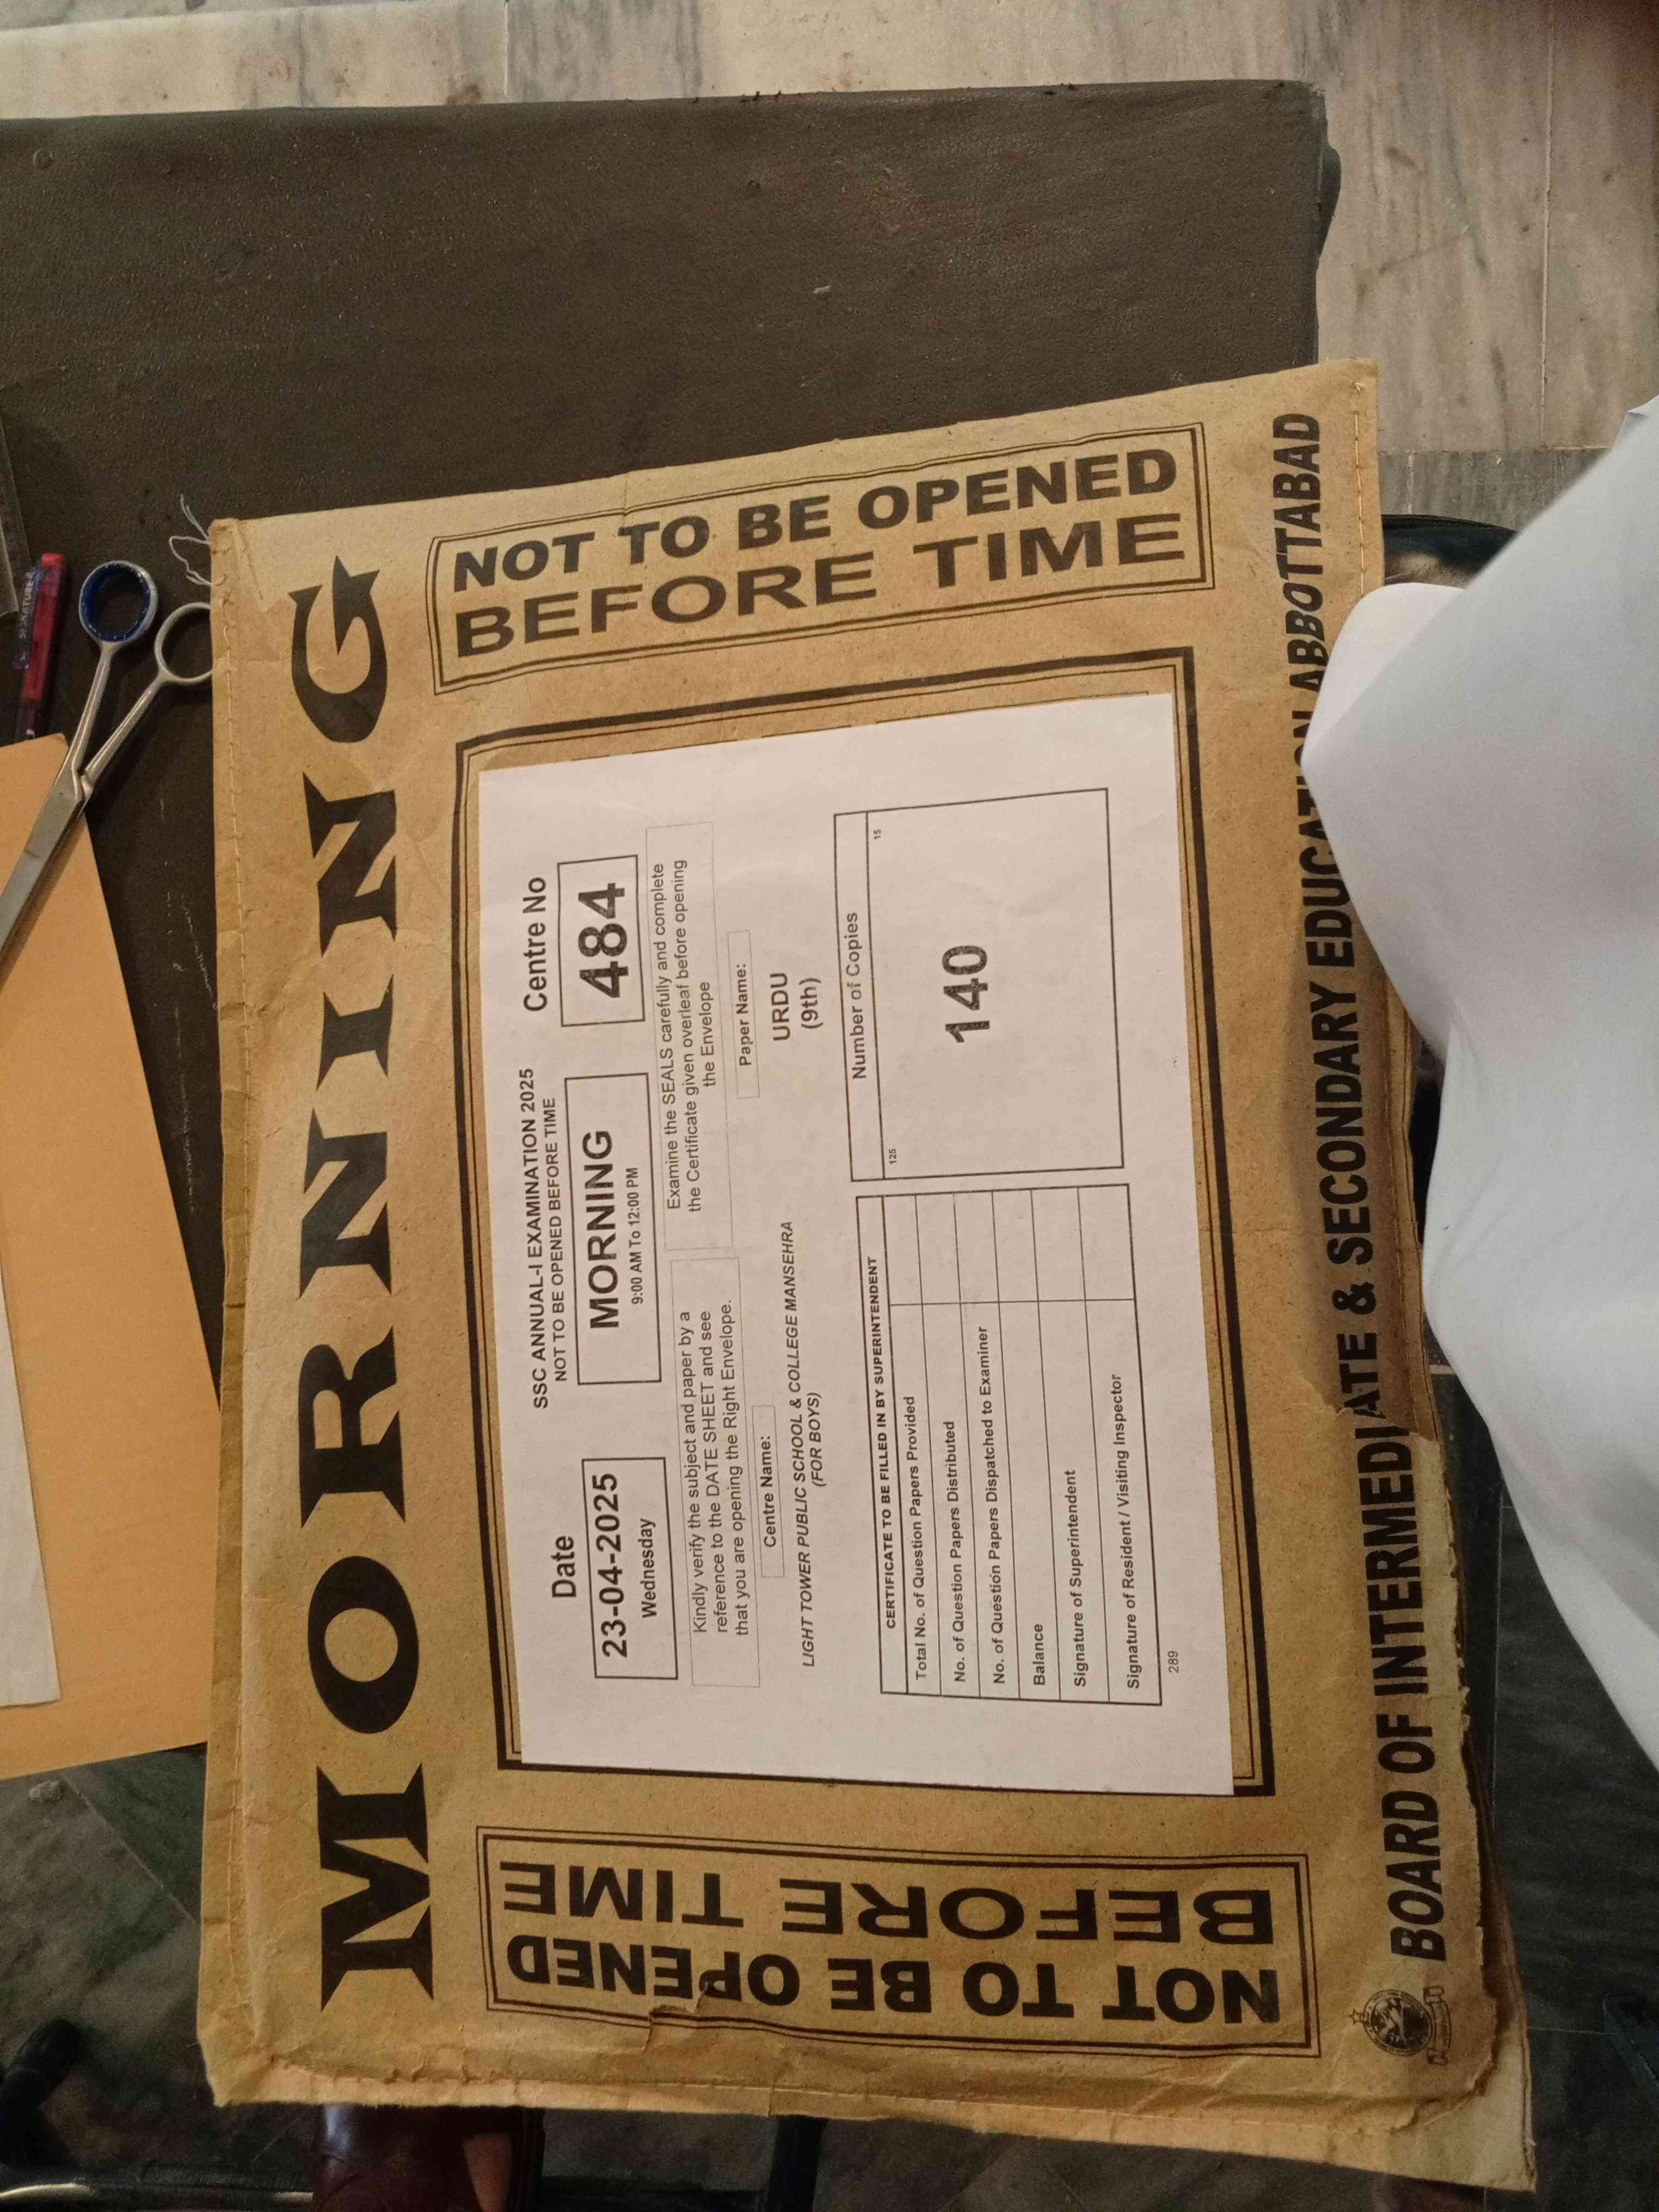 MORNING
NOT TO BE OPENED
BEFORE TIME
SSC ANNUAL-I EXAMINATION 2025
NOT TO BE OPENED BEFORE TIME
Date
23-04-2025
Wednesday
MORNING
9:00 AM To 12:00 PM
Centre No
484
Kindly verify the subject and paper by a
reference to the DATE SHEET and see
that you are opening the Right Envelope.
Examine the SEALS carefully and complete
the Certificate given overleaf before opening
the Envelope
Centre Name:
LIGHT TOWER PUBLIC SCHOOL & COLLEGE MANSEHRA
(FOR BOYS)
Paper Name:
URDU
(9th)
CERTIFICATE TO BE FILLED IN BY SUPERINTENDENT
Total No. of Question Papers Provided
No. of Question Papers Distributed
No. of Question Papers Dispatched to Examiner
Balance
Signature of Superintendent
Signature of Resident / Visiting Inspector
289
Number of Copies
125
15
140
NOT TO BE OPENED
BEFORE TIME
BOARD OF INTERMEDIATE & SECONDARY EDUCATION ABBOTTABAD
SIGNATURE